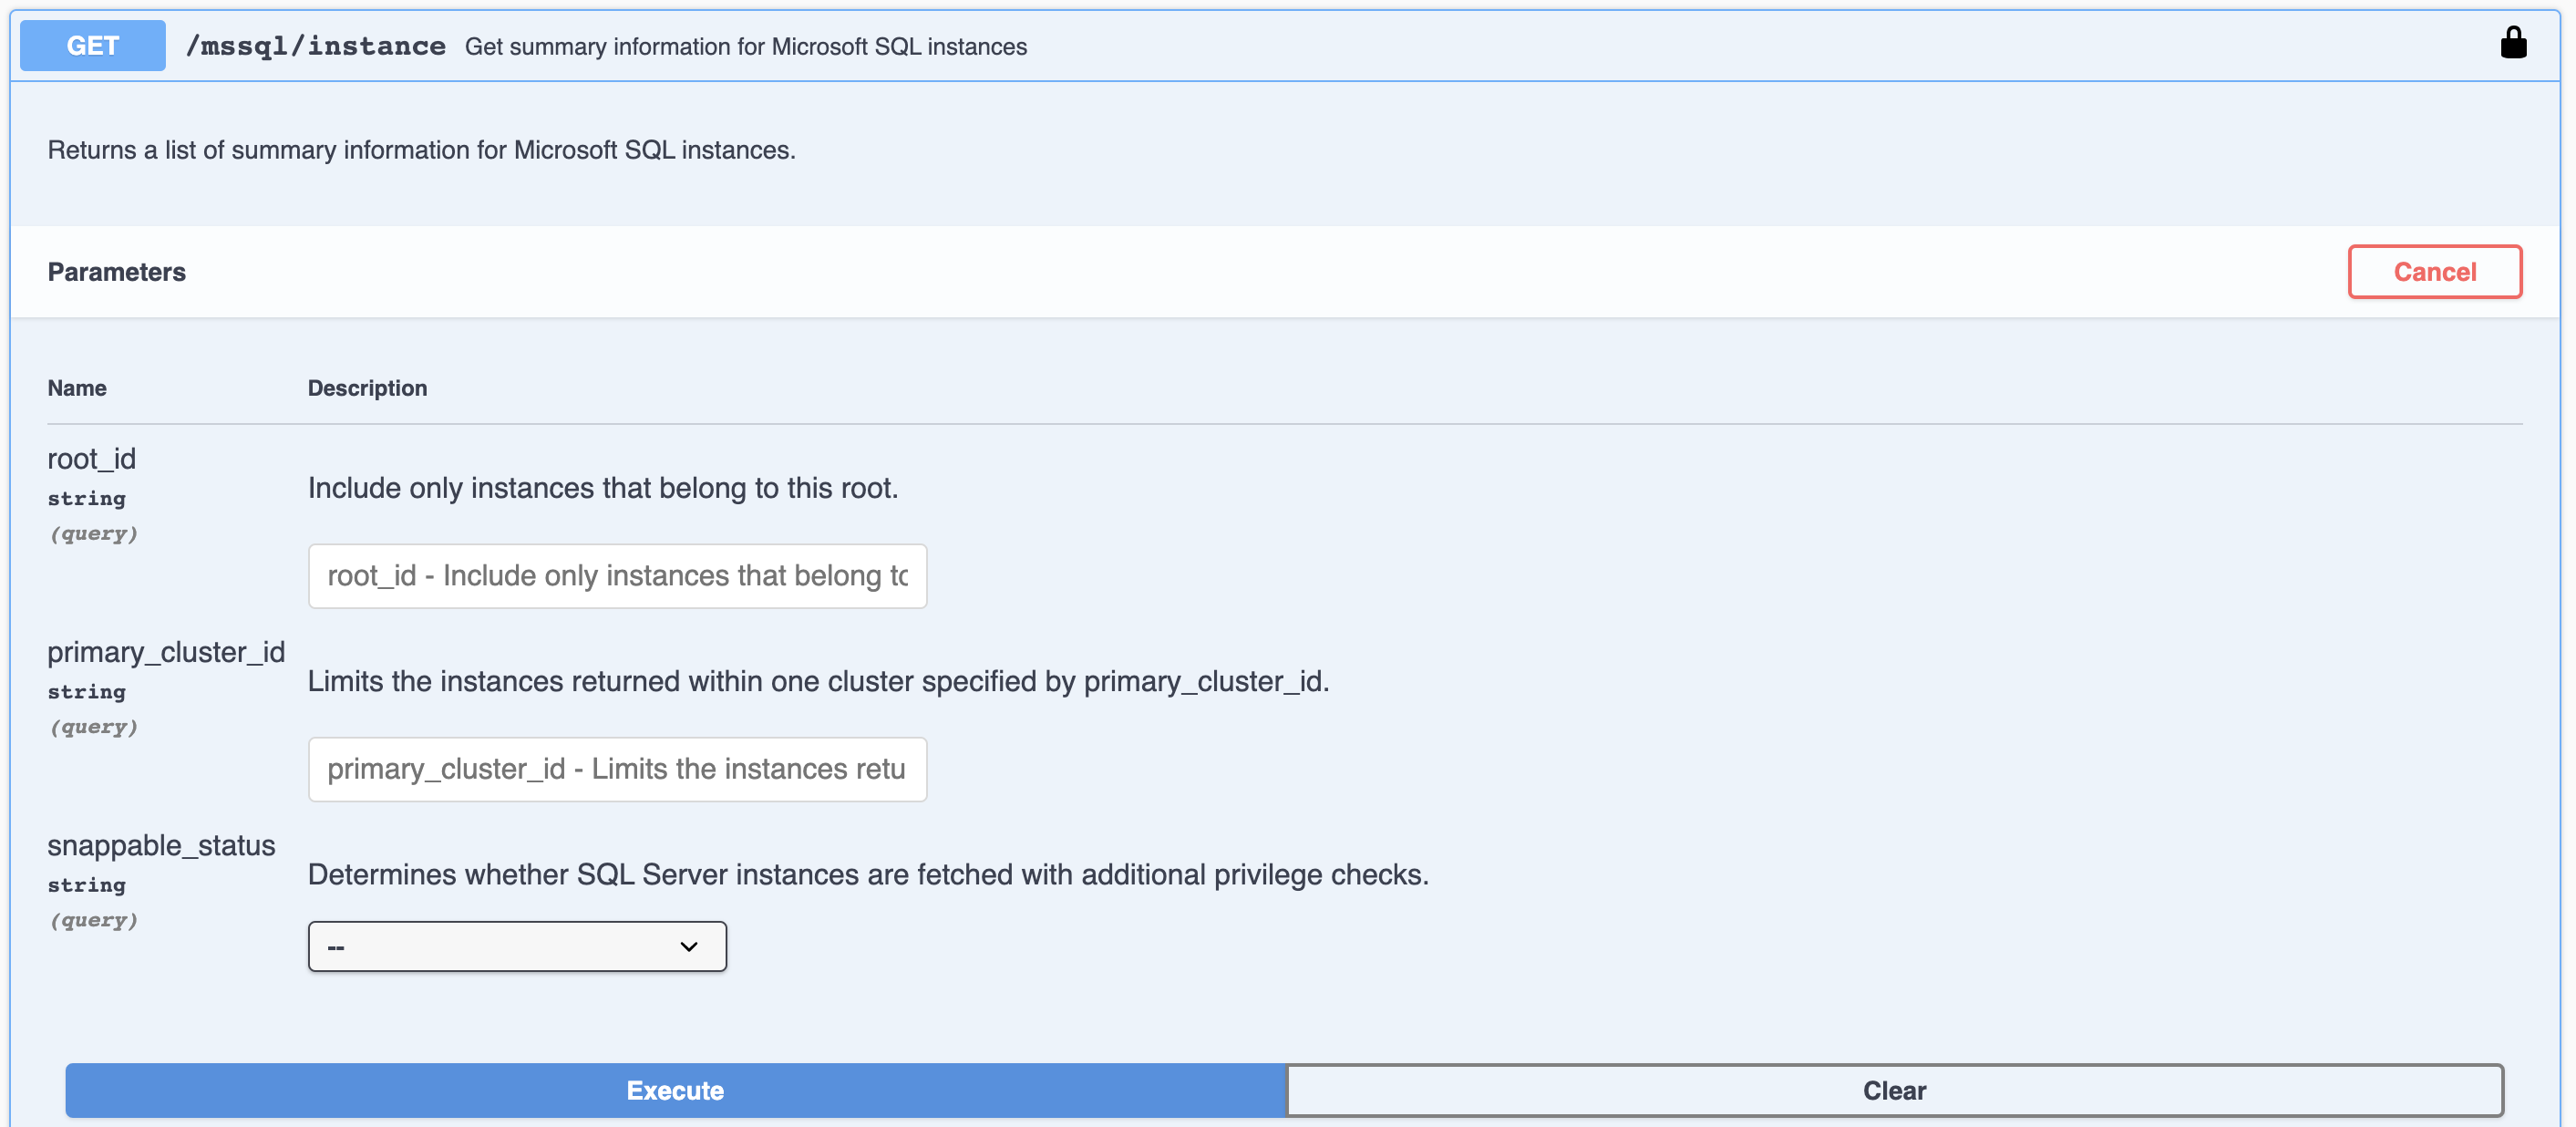 GET /mssql/instance Get summary information for Microsoft SQL instances
Returns a list of summary information for Microsoft SQL instances.
Parameters
Cancel
Name Description
root_id
string
(query)
Include only instances that belong to this root.
root_id - Include only instances that belong to
primary_cluster_id
string
(query)
Limits the instances returned within one cluster specified by primary_cluster_id.
primary_cluster_id - Limits the instances retu
snappable_status
string
(query)
Determines whether SQL Server instances are fetched with additional privilege checks.
--
Execute
Clear